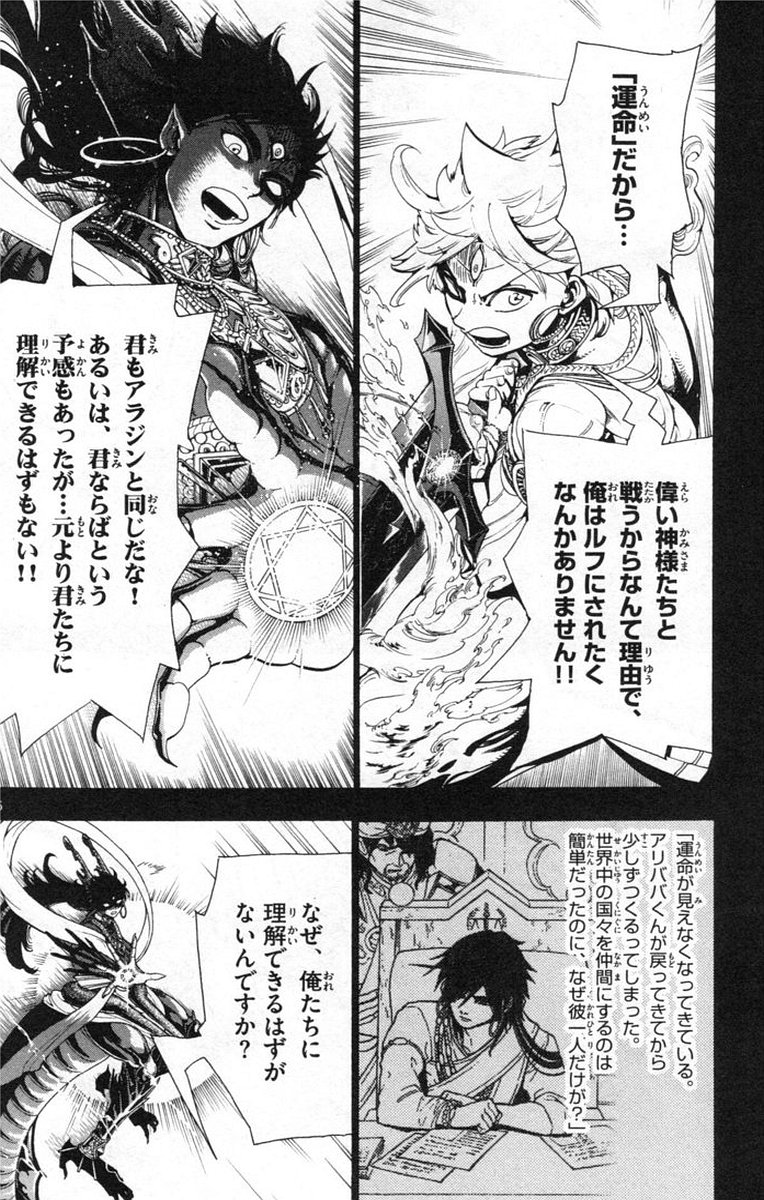 「運命」だから…
偉い神様たちと
戦うからなんて理由で、
俺はルフにされたく
なんかありません!!
君もアラジンと同じだな!
あるいは、君ならばという
予感もあったが…元より君たちに
理解できるはずもない!!
「運命が見えなくなってきている。
アリババくんが戻ってきてから
少しずつくるってしまった。
世界中の国々を仲間にするのは
簡単だったのに、なぜ彼一人だけが?」
なぜ、俺たちに
理解できるはずが
ないんですか?